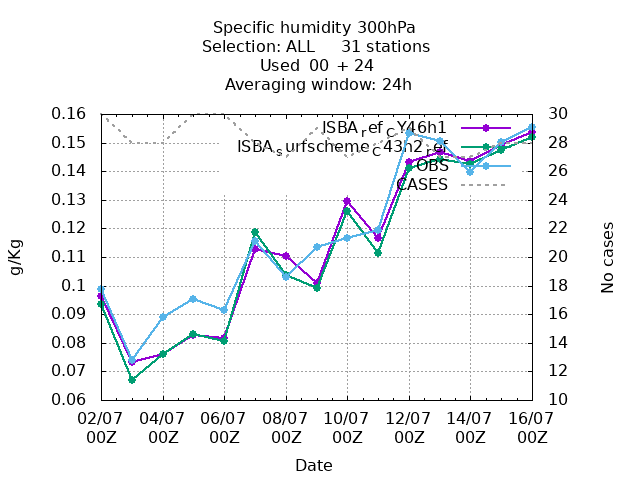 Specific humidity 300hPa
Selection: ALL 31 stations
Used 00 + 24
Averaging window: 24h
0.16
0.15
0.14
0.13
0.12
0.11
0.1
0.09
0.08
0.07
0.06
g/Kg
ISBA_ref_CY46h1
ISBA_surfscheme_C43h2_ref
OBS
CASES
30
28
26
24
22
20
18
16
14
12
10
No cases
02/07 04/07 06/07 08/07 10/07 12/07 14/07 16/07
00Z 00Z 00Z 00Z 00Z 00Z 00Z 00Z
Date